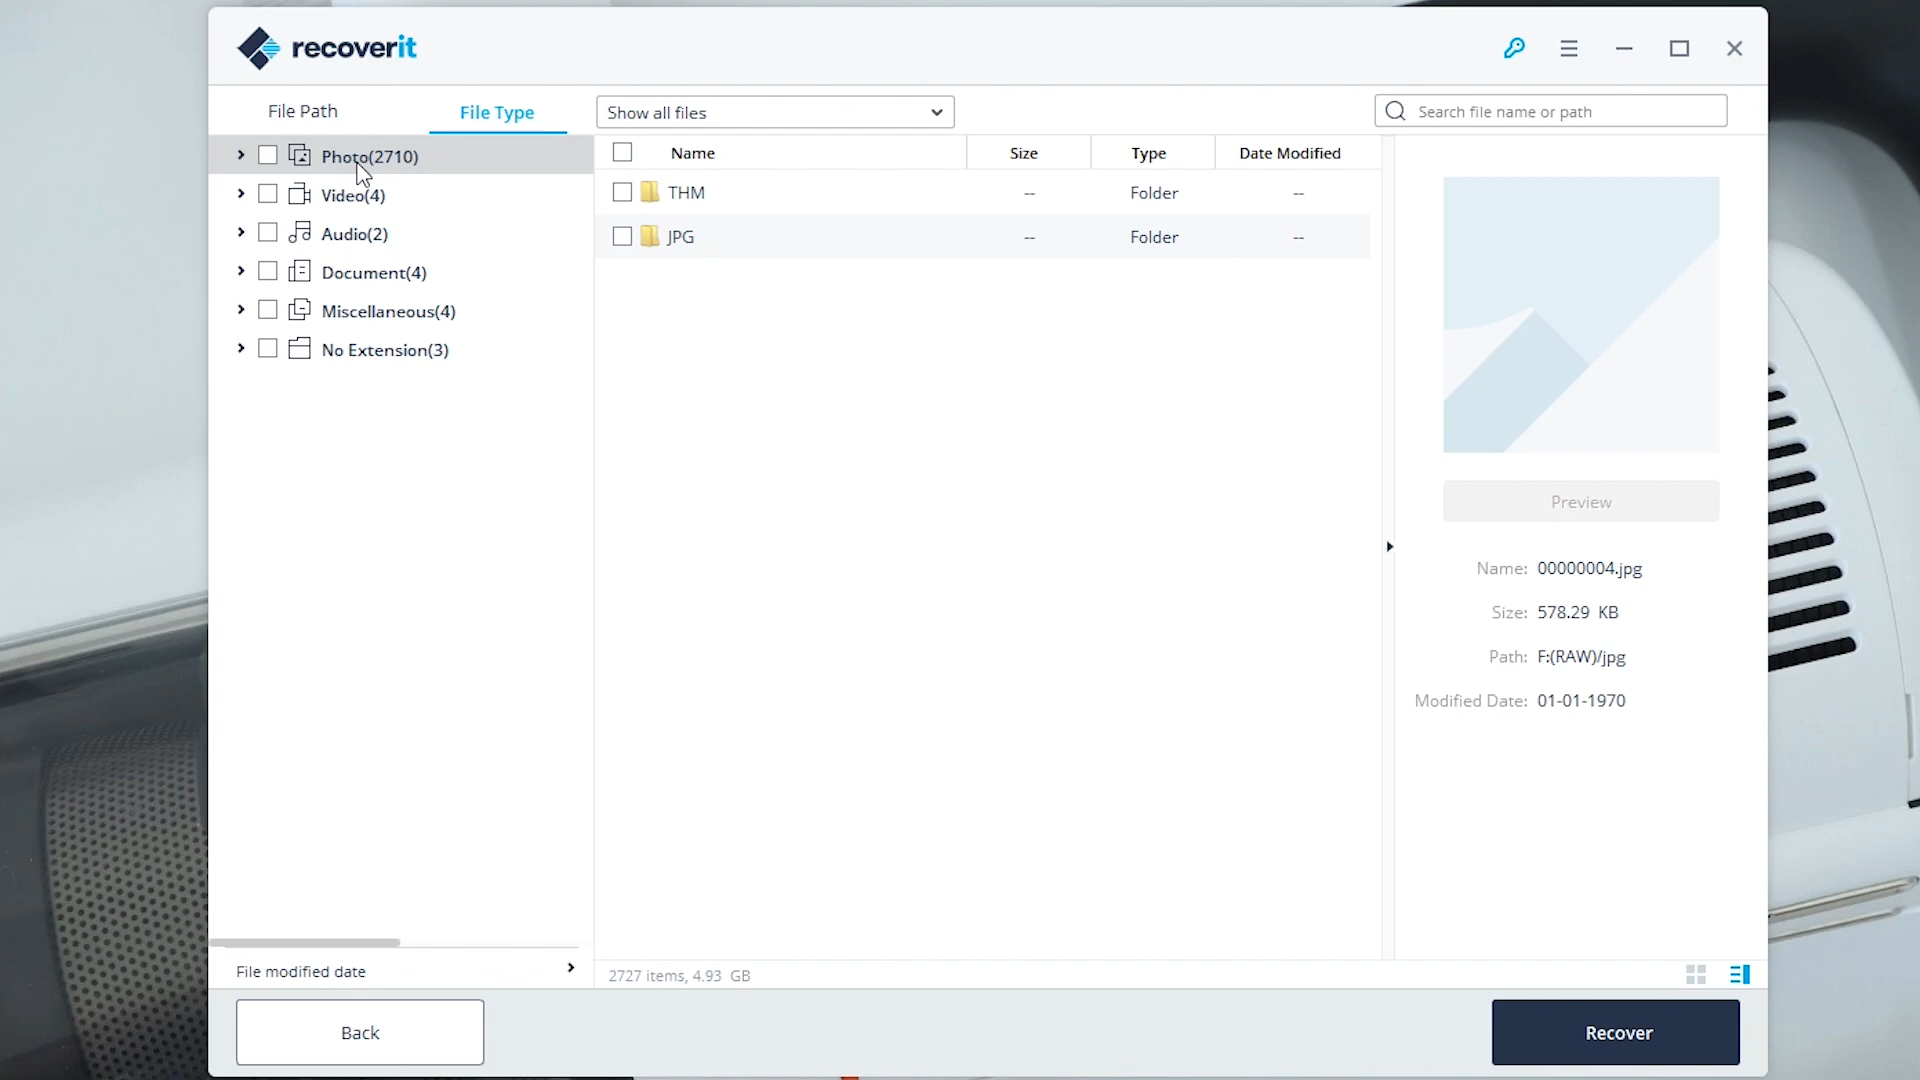 recoverit
File Path
File Type
Show all files
Search file name or path
Photo(2710)
Video(4)
Audio(2)
Document(4)
Miscellaneous(4)
No Extension(3)
Name Size Type Date Modified
THM -- Folder --
JPG -- Folder --
Preview
Name: 00000004.jpg
Size: 578.29 KB
Path: F:(RAW)/jpg
Modified Date: 01-01-1970
File modified date
2727 items, 4.93 GB
Back
Recover